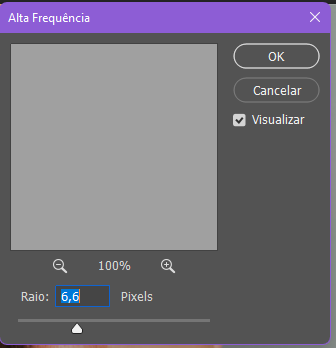 Alta Frequência
OK
Cancelar
Visualizar
100%
Raio: 6,6 Pixels